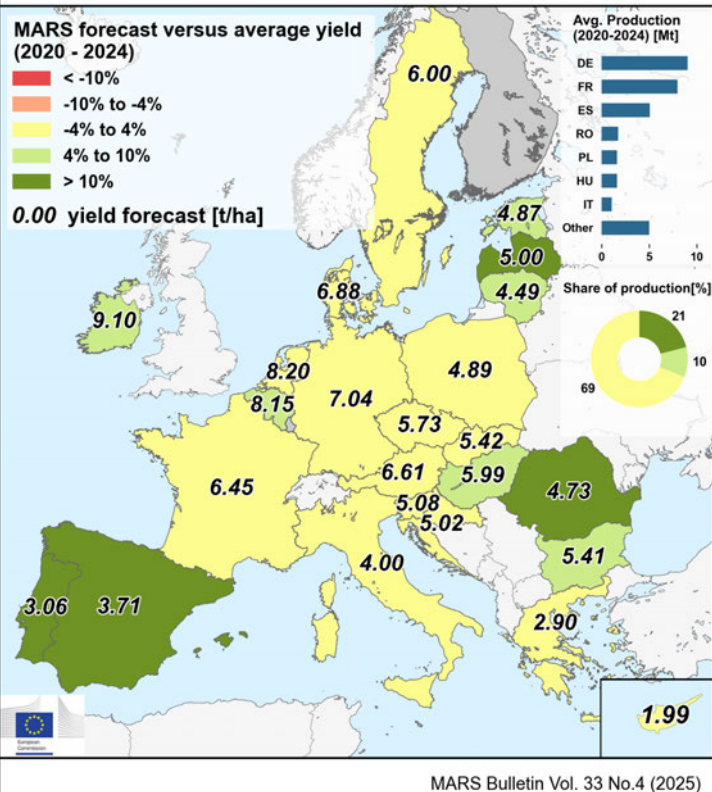 MARS forecast versus average yield
(2020 - 2024)
< -10%
-10% to -4%
-4% to 4%
4% to 10%
> 10%
0.00 yield forecast [t/ha]
Avg. Production
(2020-2024) [Mt]
DE
FR
ES
RO
PL
HU
IT
Other
0 5 10
Share of production[%]
21
10
69
6.00
4.87
5.00
4.49
6.88
9.10
8.20
8.15
7.04
4.89
5.73
5.42
6.45
6.61
5.99
4.73
5.08
5.02
5.41
4.00
3.06
3.71
2.90
1.99
European
Commission
MARS Bulletin Vol. 33 No.4 (2025)